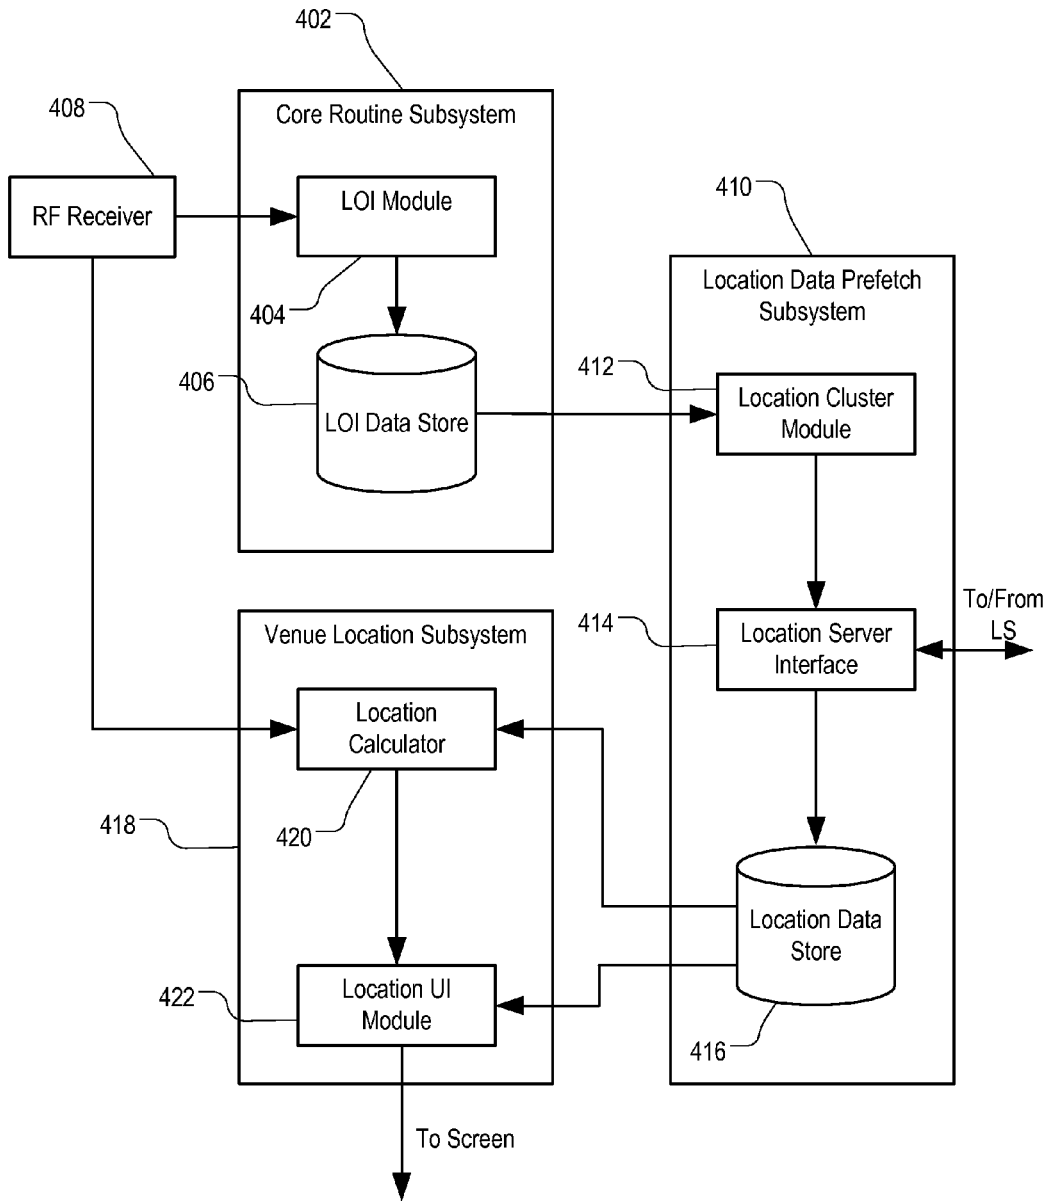 402
408
Core Routine Subsystem
RF Receiver
LOI Module
404
406
LOI Data Store
410
Location Data Prefetch
Subsystem
412
Location Cluster
Module
414
Location Server
Interface
To/From
LS
Location Data
Store
416
Venue Location Subsystem
Location
Calculator
420
418
Location UI
Module
422
To Screen